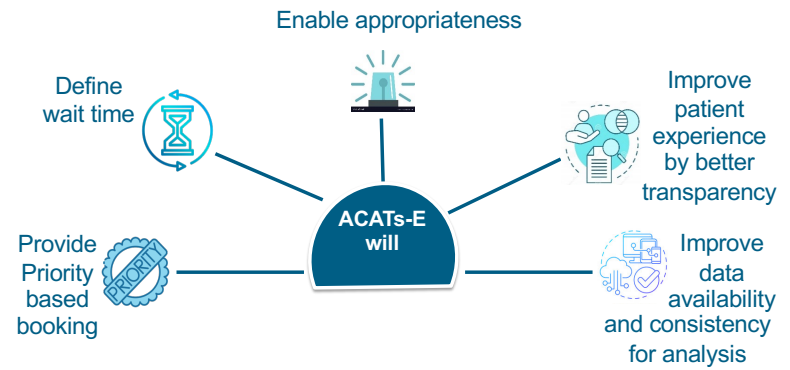 Enable appropriateness
Define
wait time
Improve
patient
experience
by better
transparency
ACATs-E
will
Provide
Priority
based
booking
PRIORITY
Improve
data
availability
and consistency
for analysis